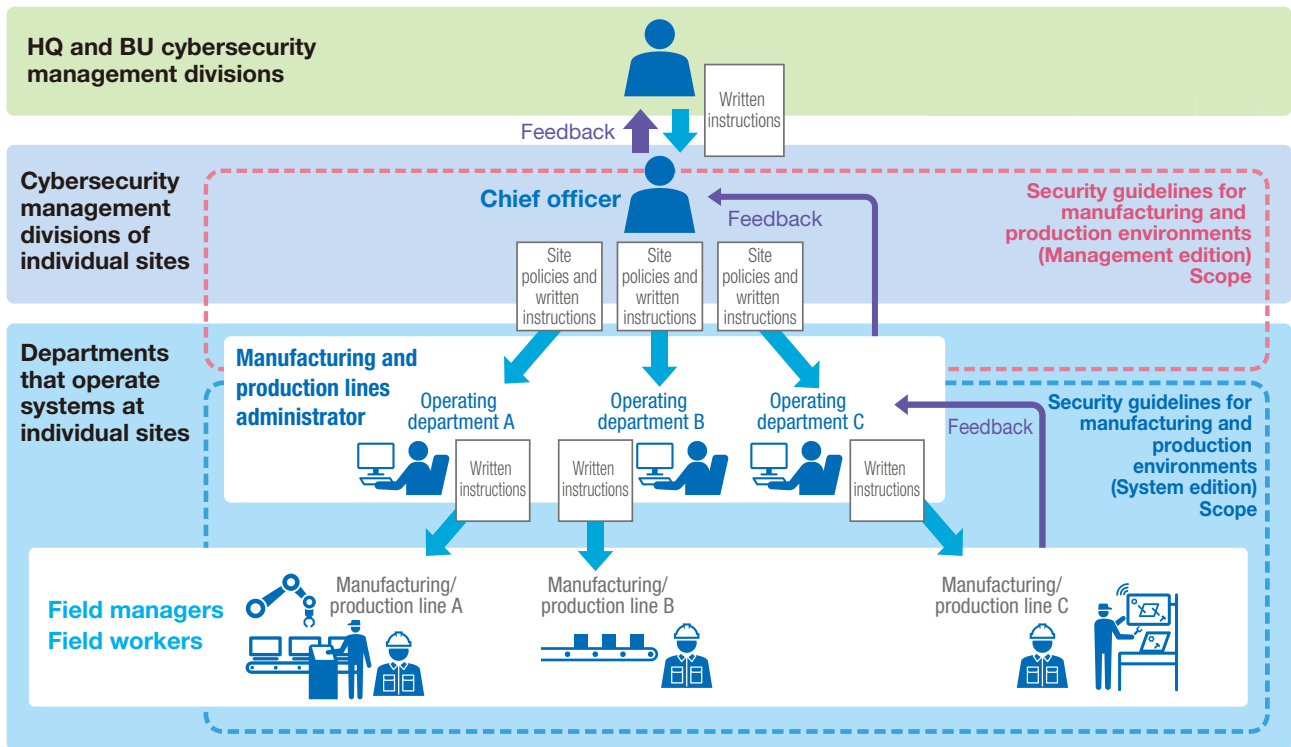 HQ and BU cybersecurity
management divisions
Written
instructions
Feedback
Cybersecurity
management
divisions of
individual sites
Chief officer
Feedback
Security guidelines for
manufacturing and
production environments
(Management edition)
Scope
Site
policies and
written
instructions
Site
policies and
written
instructions
Site
policies and
written
instructions
Departments
that operate
systems at
individual sites
Manufacturing and
production lines
administrator
Operating
department A
Operating
department B
Operating
department C
Feedback
Security guidelines for
manufacturing and
production
environments
(System edition)
Scope
Written
instructions
Written
instructions
Written
instructions
Field managers
Field workers
Manufacturing/
production line A
Manufacturing/
production line B
Manufacturing/
production line C